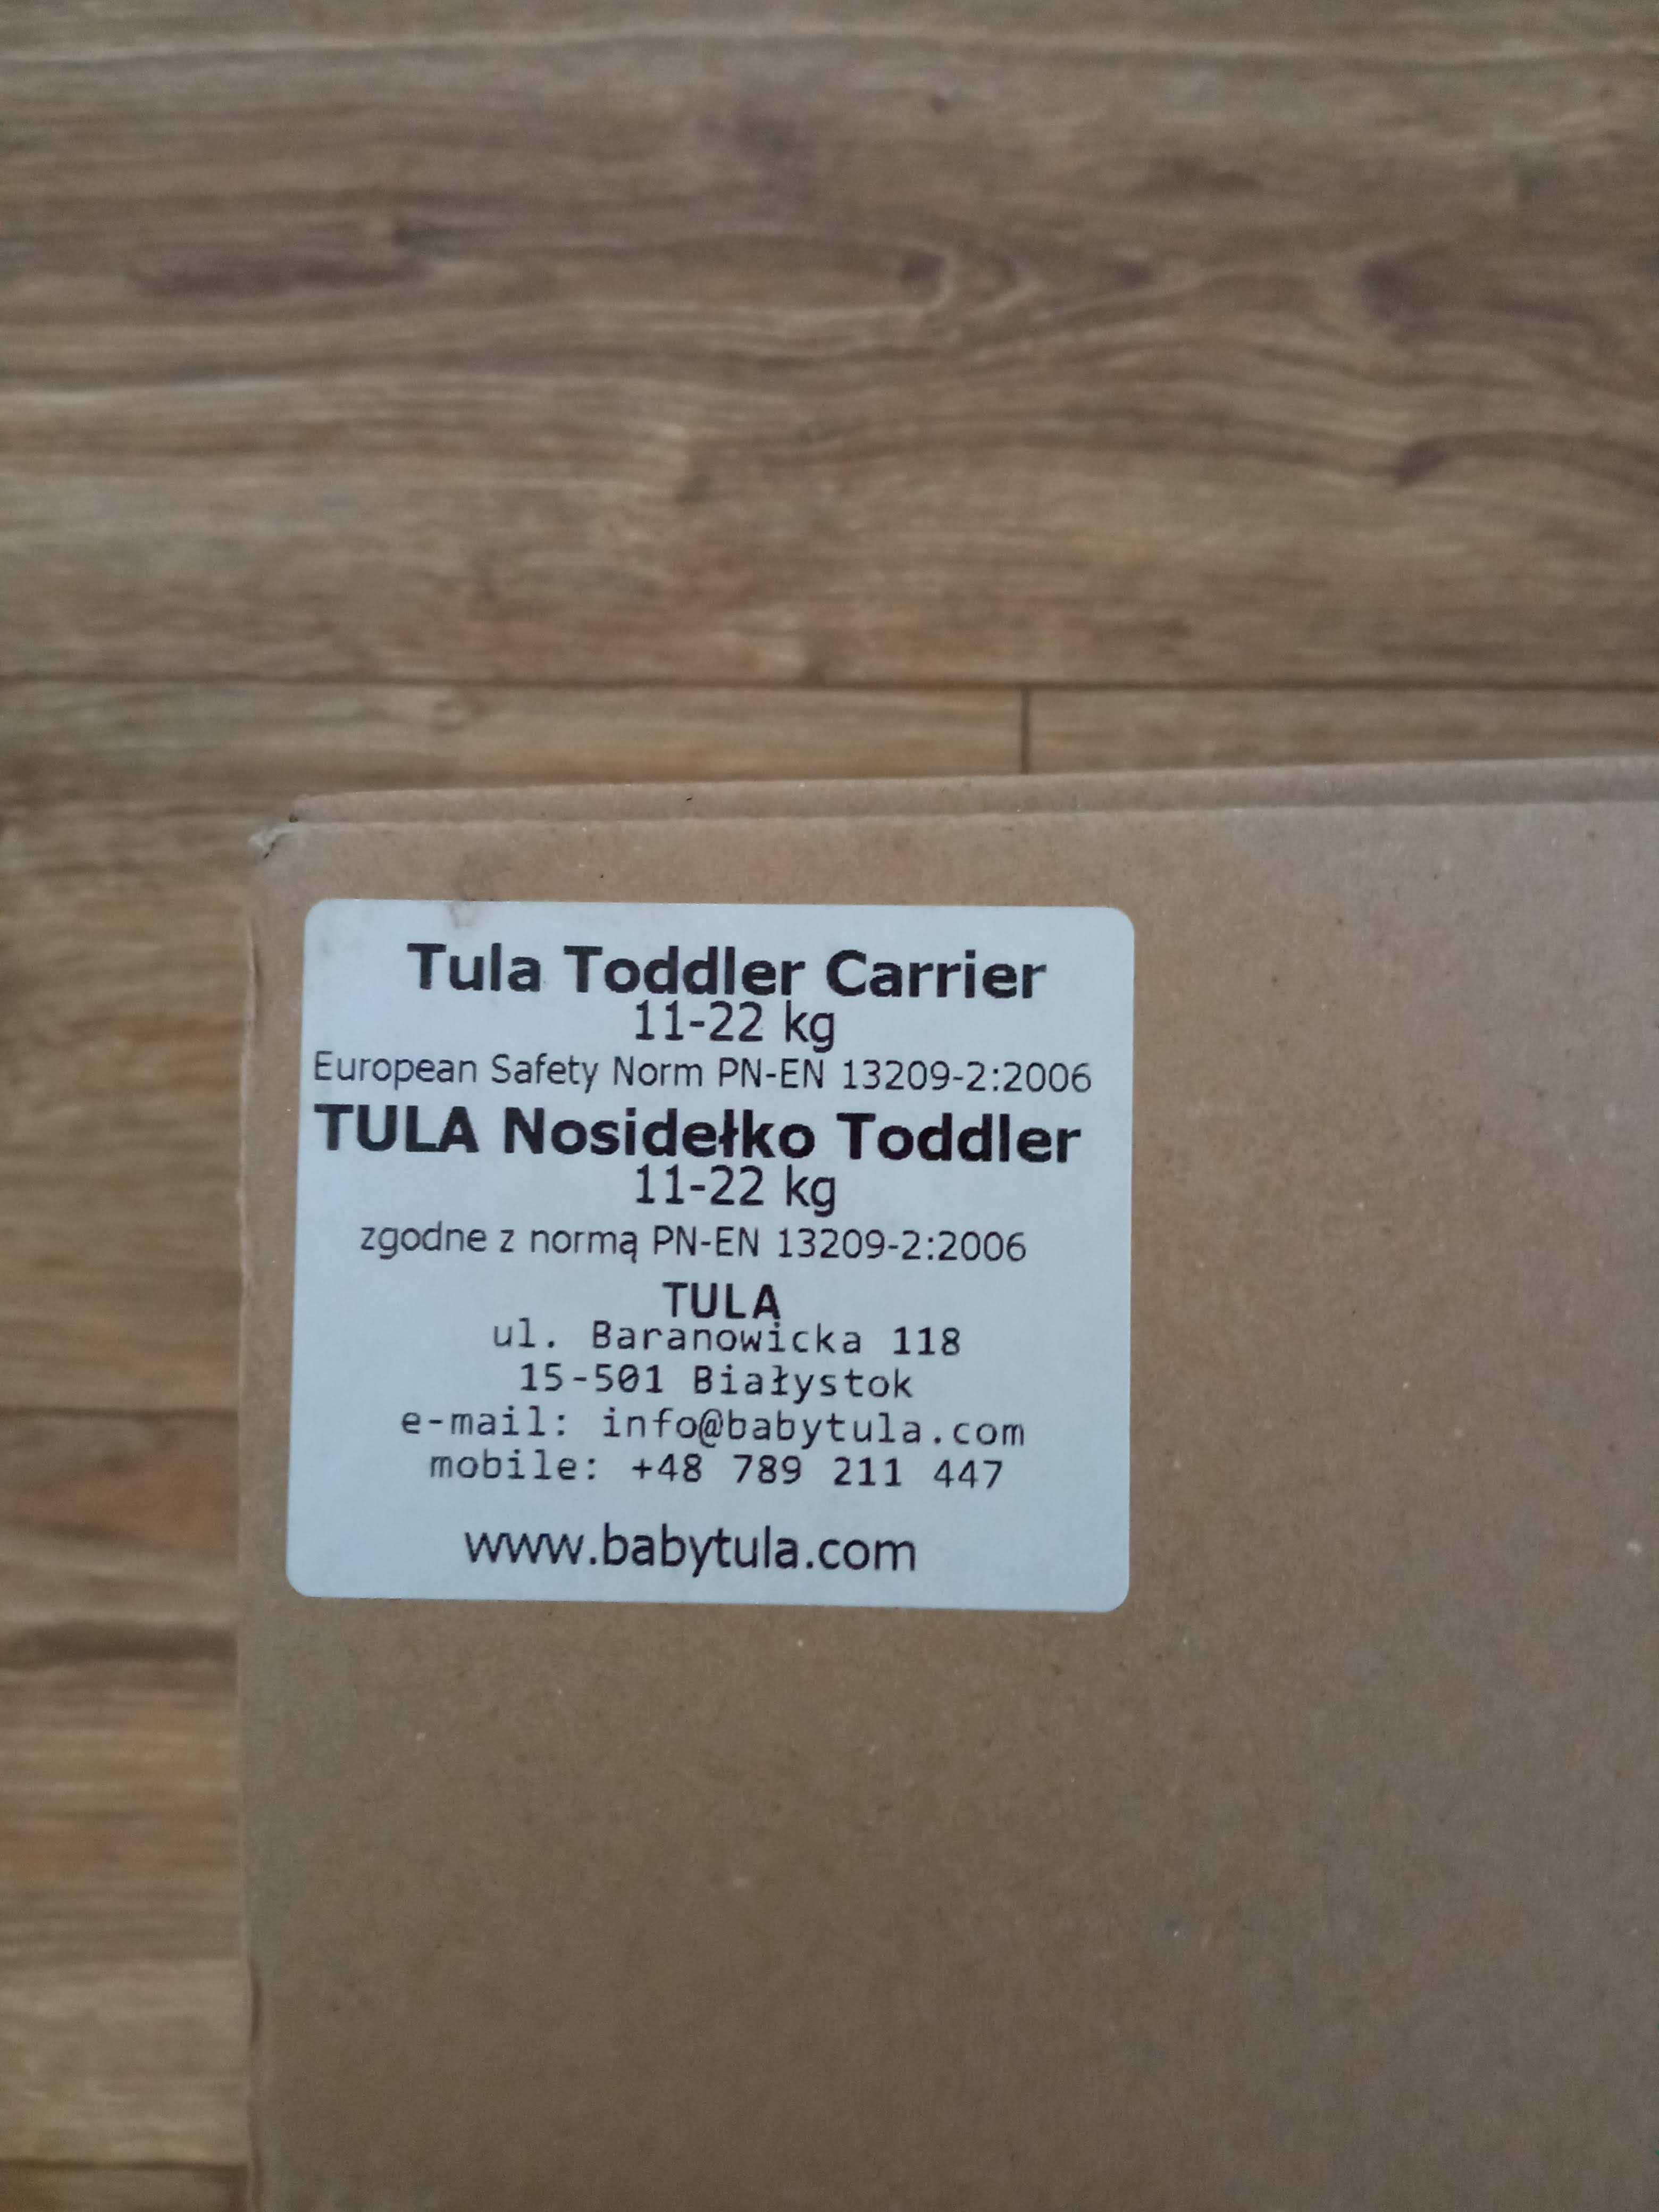 Tula Toddler Carrier
11-22 kg
European Safety Norm PN-EN 13209-2:2006
TULA Nosidełko Toddler
11-22 kg
zgodne z normą PN-EN 13209-2:2006
TULA
ul. Baranowicka 118
15-501 Białystok
e-mail: info@babytula.com
mobile: +48 789 211 447
www.babytula.com